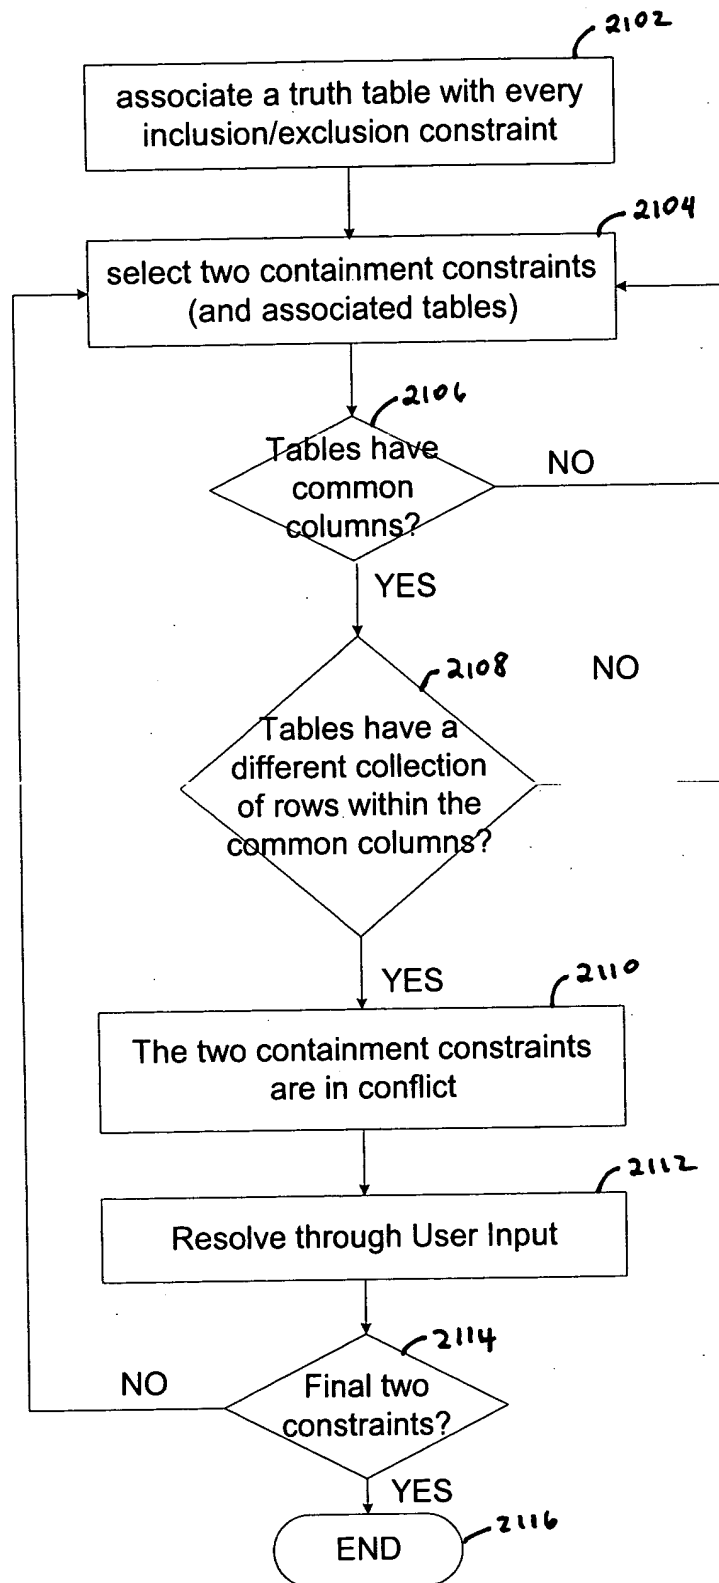 2102
associate a truth table with every
inclusion/exclusion constraint
2104
select two containment constraints
(and associated tables)
2106
Tables have
common
columns?
NO
YES
2108
NO
Tables have a
different collection
of rows within the
common columns?
YES
2110
The two containment constraints
are in conflict
2112
Resolve through User Input
2114
NO
Final two
constraints?
YES
2116
END